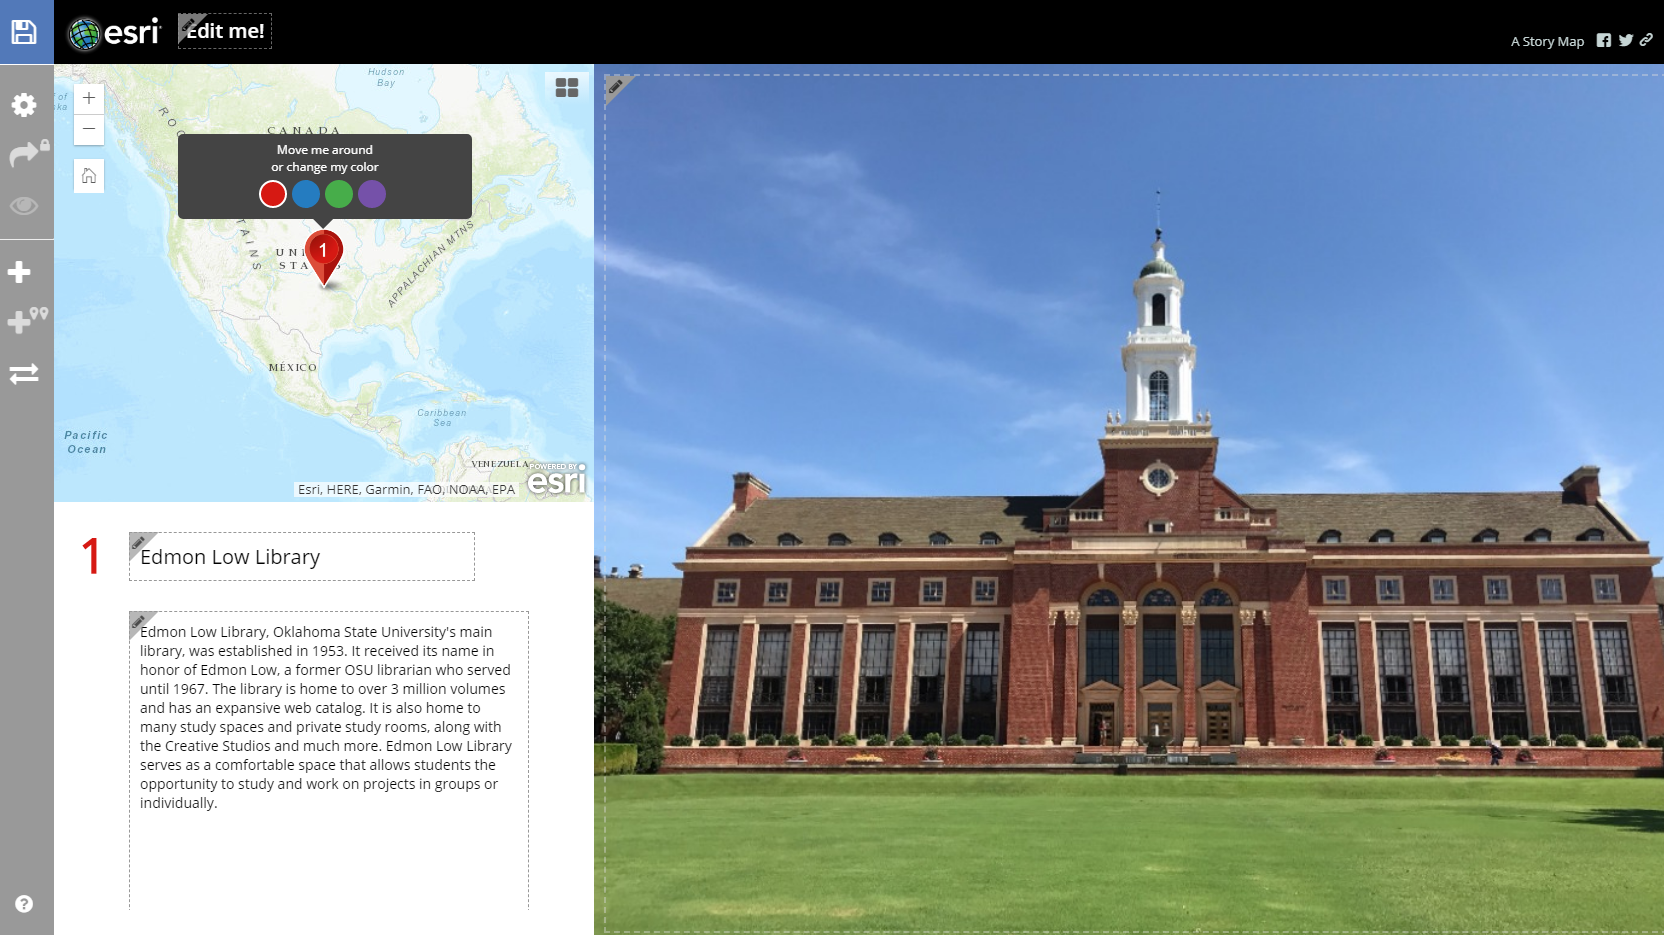 esri
Edit me!
A Story Map
Hudson
Bay
CANADA
Move me around
or change my color
1
APPALACHIAN MTNS
MÉXICO
Caribbean
Sea
Pacific
Ocean
VENEZUELA
POWERED BY
esri
Esri, HERE, Garmin, FAO, NOAA, EPA
1
Edmon Low Library
Edmon Low Library, Oklahoma State University's main
library, was established in 1953. It received its name in
honor of Edmon Low, a former OSU librarian who served
until 1967. The library is home to over 3 million volumes
and has an expansive web catalog. It is also home to
many study spaces and private study rooms, along with
the Creative Studios and much more. Edmon Low Library
serves as a comfortable space that allows students the
opportunity to study and work on projects in groups or
individually.